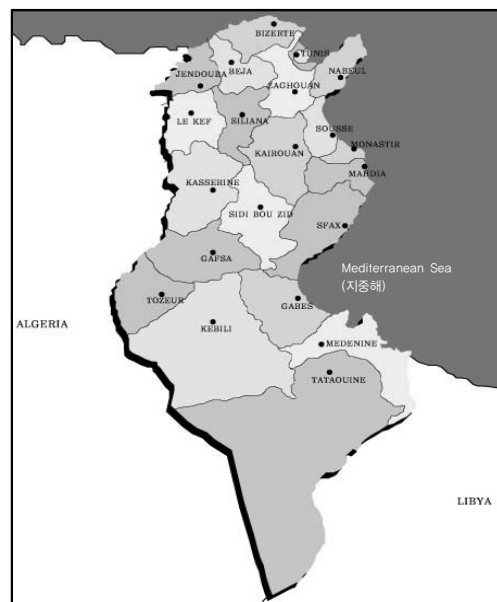 BIZERTE
TUNIS
BEJA
NABEUL
JENDOUBA
ZAGHOUAN
LE KEF
SILIANA
SOUSSE
MONASTIR
KAIROUAN
MAHDIA
KASSERINE
SIDI BOU ZID
SFAX
GAFSA
Mediterranean Sea
(지중해)
TOZEUR
GABES
ALGERIA
KEBILI
MEDENINE
TATAOUINE
LIBYA